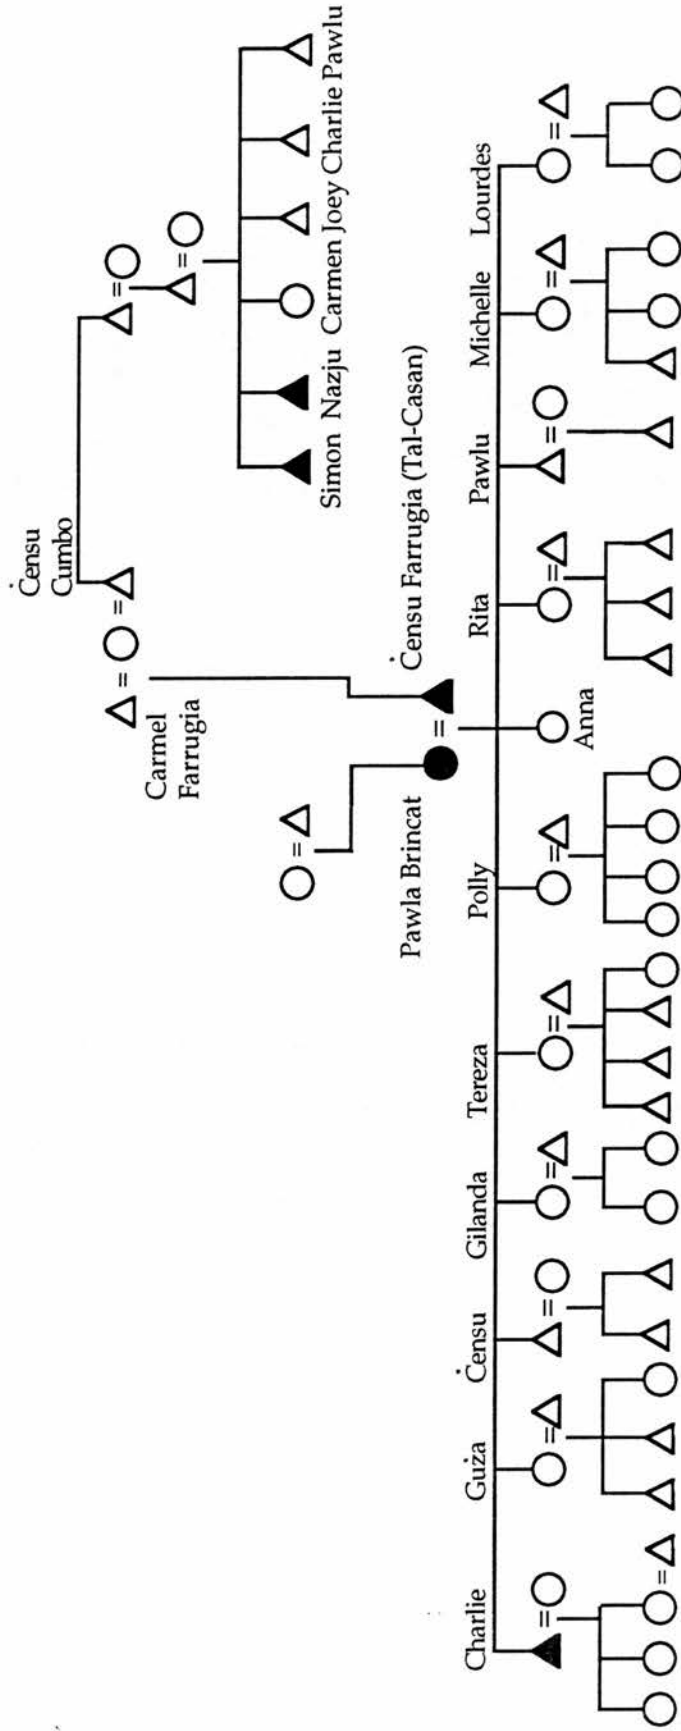 Ċensu
Cumbo
Carmel
Farrugia
Simon Nazju Carmen Joey Charlie Pawlu
Pawla Brincat
Ċensu Farrugia (Tal-Casan)
Charlie
Guża
Ċensu
Gilanda
Tereza
Polly
Anna
Rita
Pawlu
Michelle
Lourdes